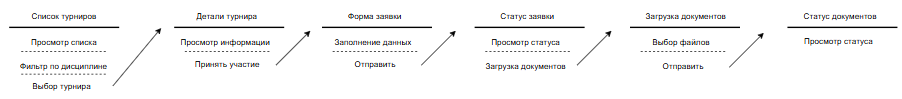 Список турниров
Просмотр списка
Фильтр по дисциплине
Выбор турнира
Детали турнира
Просмотр информации
Принять участие
Форма заявки
Заполнение данных
Отправить
Статус заявки
Просмотр статуса
Загрузка документов
Загрузка документов
Выбор файлов
Отправить
Статус документов
Просмотр статуса